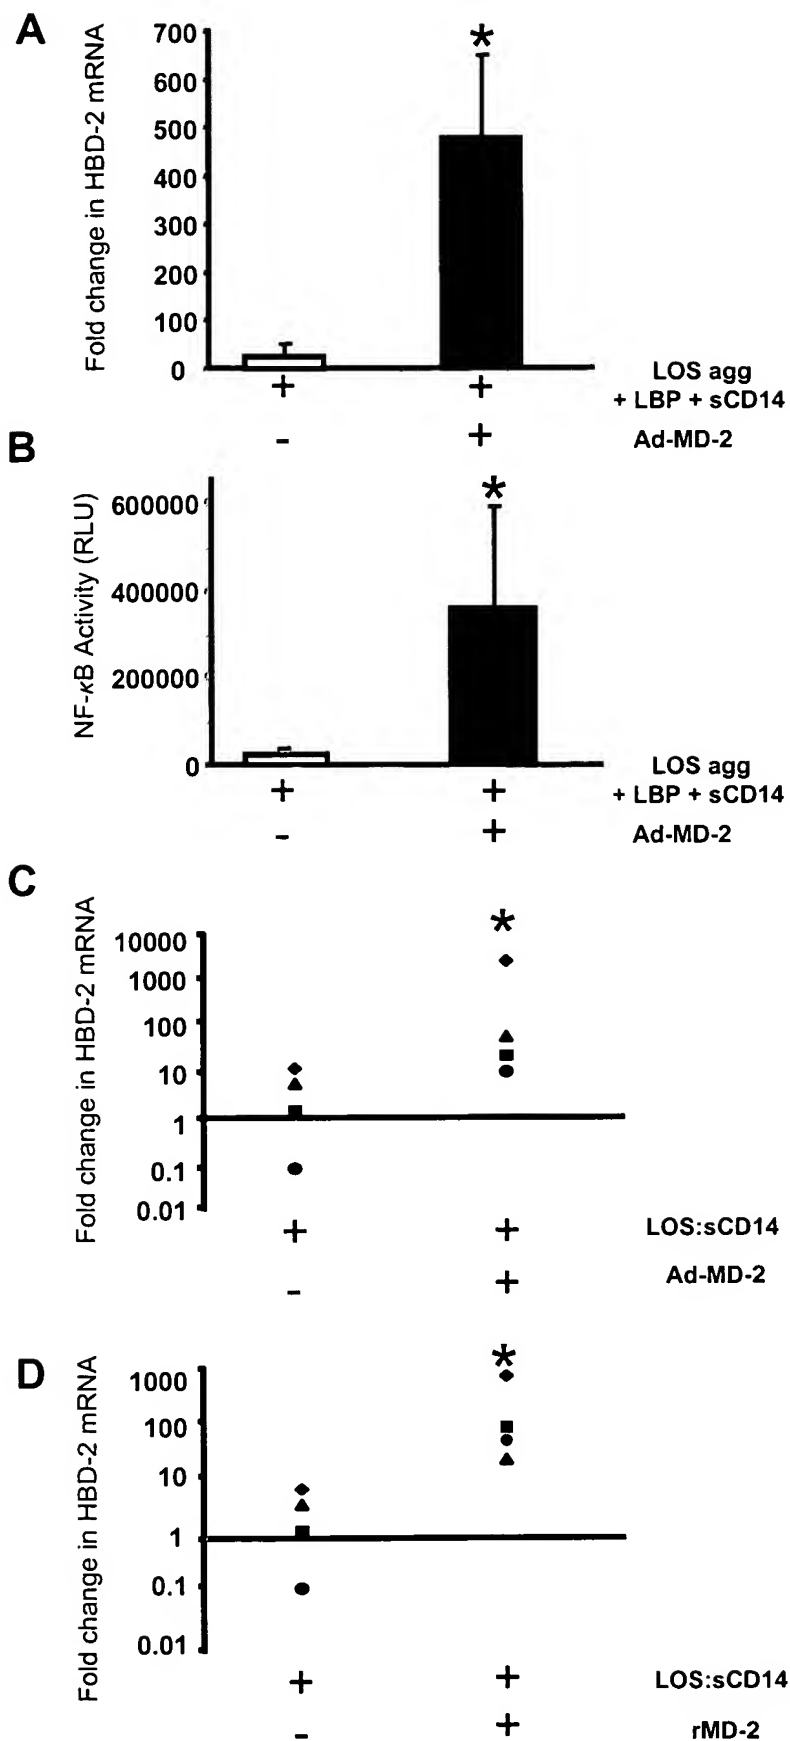 A
Fold change in HBD-2 mRNA
700
600
500
400
300
200
100
0
*
+ +
- +
LOS agg
+ LBP + sCD14
Ad-MD-2
B
NF-κB Activity (RLU)
600000
400000
200000
0
*
+ +
- +
LOS agg
+ LBP + sCD14
Ad-MD-2
C
Fold change in HBD-2 mRNA
10000
1000
100
10
1
0.1
0.01
*
+ +
- +
LOS:sCD14
Ad-MD-2
D
Fold change in HBD-2 mRNA
1000
100
10
1
0.1
0.01
*
+ +
- +
LOS:sCD14
rMD-2